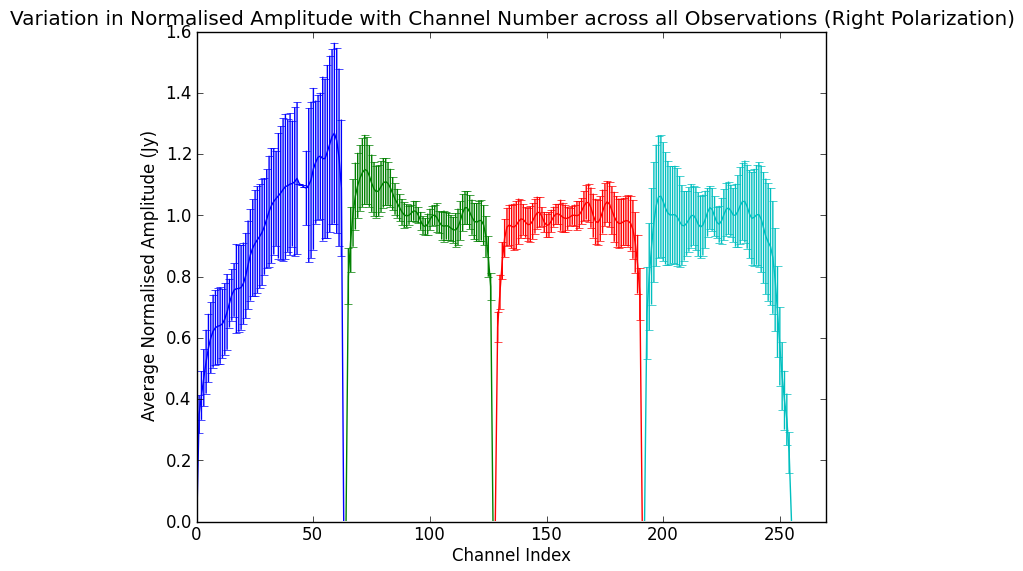 Variation in Normalised Amplitude with Channel Number across all Observations (Right Polarization)
Average Normalised Amplitude (Jy)
1.6
1.4
1.2
1.0
0.8
0.6
0.4
0.2
0.0
0 50 100 150 200 250
Channel Index